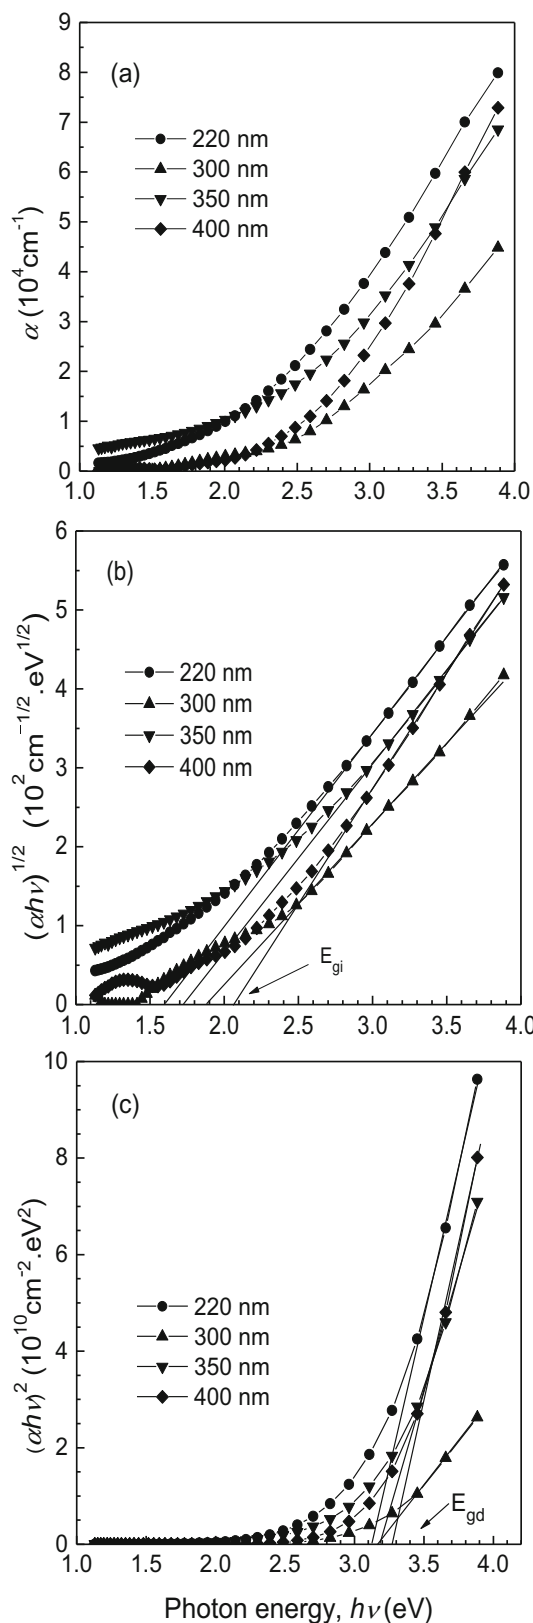 9
(a)
8
7
220 nm
300 nm
6
350 nm
5
400 nm
α (10⁴cm⁻¹)
4
3
2
1
0
1.0 1.5 2.0 2.5 3.0 3.5 4.0
6
(b)
5
220 nm
4
300 nm
350 nm
3
400 nm
(αhν)^1/2 (10² cm^−1/2.eV^1/2)
2
1
E_gi
0
1.0 1.5 2.0 2.5 3.0 3.5 4.0
10
(c)
8
6
220 nm
300 nm
4
350 nm
400 nm
(αhν)² (10¹⁰cm⁻².eV²)
2
E_gd
0
1.0 1.5 2.0 2.5 3.0 3.5 4.0
Photon energy, hν (eV)